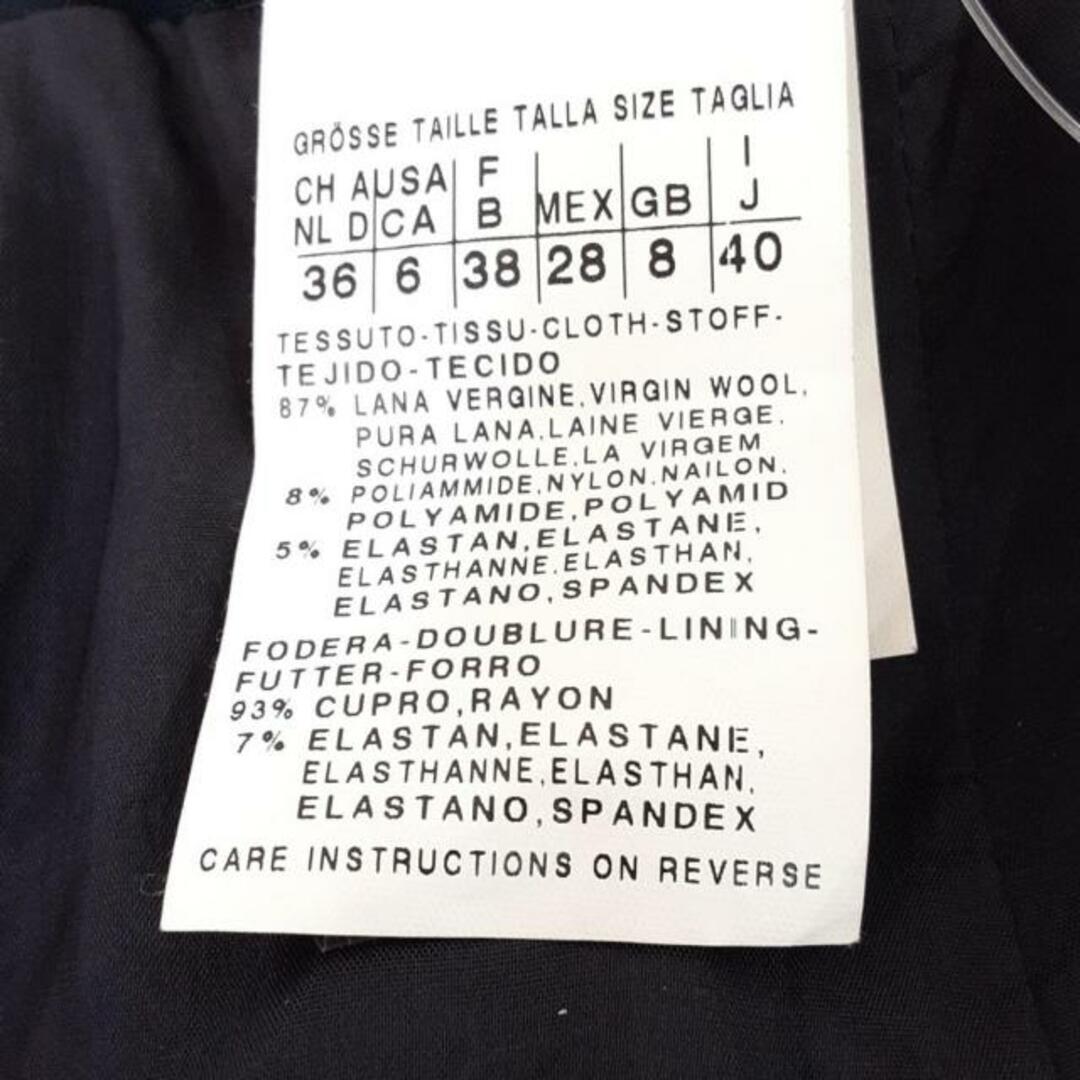 GRÖSSE TAILLE TALLA SIZE TAGLIA
CH A USA F MEX GB I
NL D CA B J
36 6 38 28 8 40
TESSUTO-TISSU-CLOTH-STOFF-
TEJIDO-TECIDO
87% LANA VERGINE,VIRGIN WOOL,
PURA LANA,LAINE VIERGE,
SCHURWOLLE,LA VIRGEM
8% POLIAMMIDE,NYLON,NAILON,
POLYAMIDE,POLYAMID
5% ELASTAN,ELASTANE,
ELASTHANNE,ELASTHAN,
ELASTANO,SPANDEX
FODERA-DOUBLURE-LINING-
FUTTER-FORRO
93% CUPRO,RAYON
7% ELASTAN,ELASTANE,
ELASTHANNE,ELASTHAN,
ELASTANO,SPANDEX
CARE INSTRUCTIONS ON REVERSE